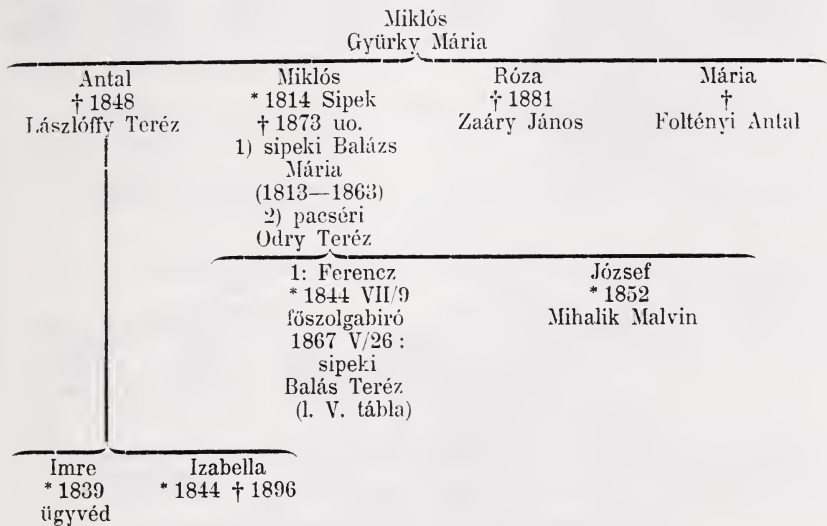 Miklós
Gyürky Mária
Antal
† 1848
Lászlóffy Teréz
Miklós
* 1814 Sipek
† 1873 uo.
1) sipeki Balázs
Mária
(1813—1863)
2) pacséri
Odry Teréz
Róza
† 1881
Zaáry János
Mária
†
Foltényi Antal
1: Ferencz
* 1844 VII/9
főszolgabiró
1867 V/26 :
sipeki
Balás Teréz
(l. V. tábla)
József
* 1852
Mihalik Malvin
Imre
* 1839
ügyvéd
Izabella
* 1844 † 1896